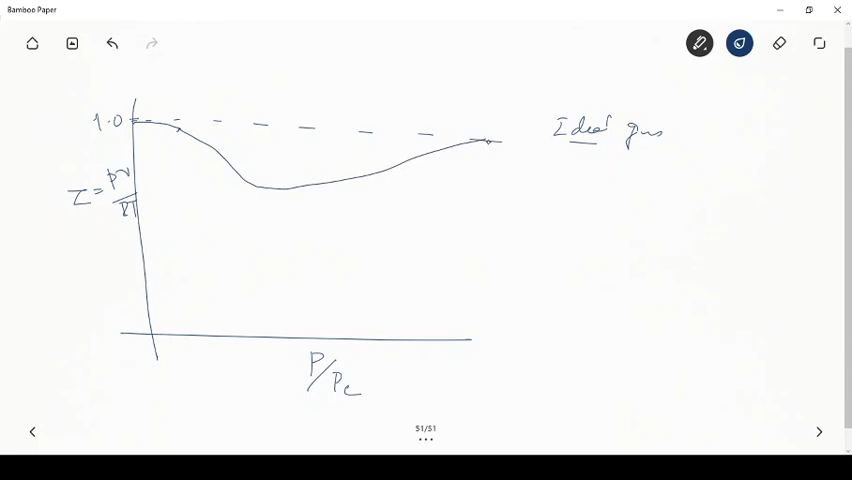 Bamboo Paper
1.0
Ideal gas
Z = pv/RT
P/Pc
51/51